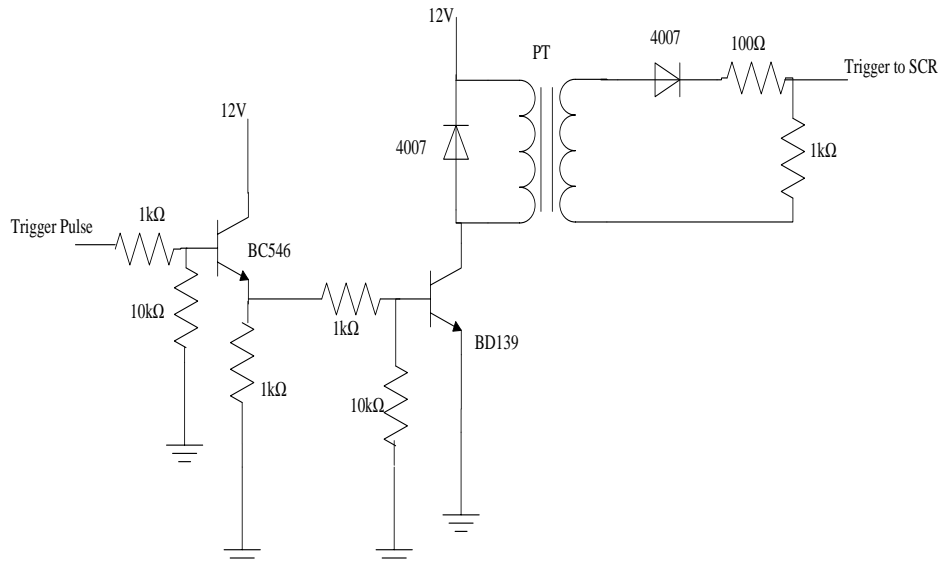 12V
PT
4007
100Ω
Trigger to SCR
12V
4007
1kΩ
1kΩ
Trigger Pulse
BC546
10kΩ
1kΩ
BD139
1kΩ
10kΩ